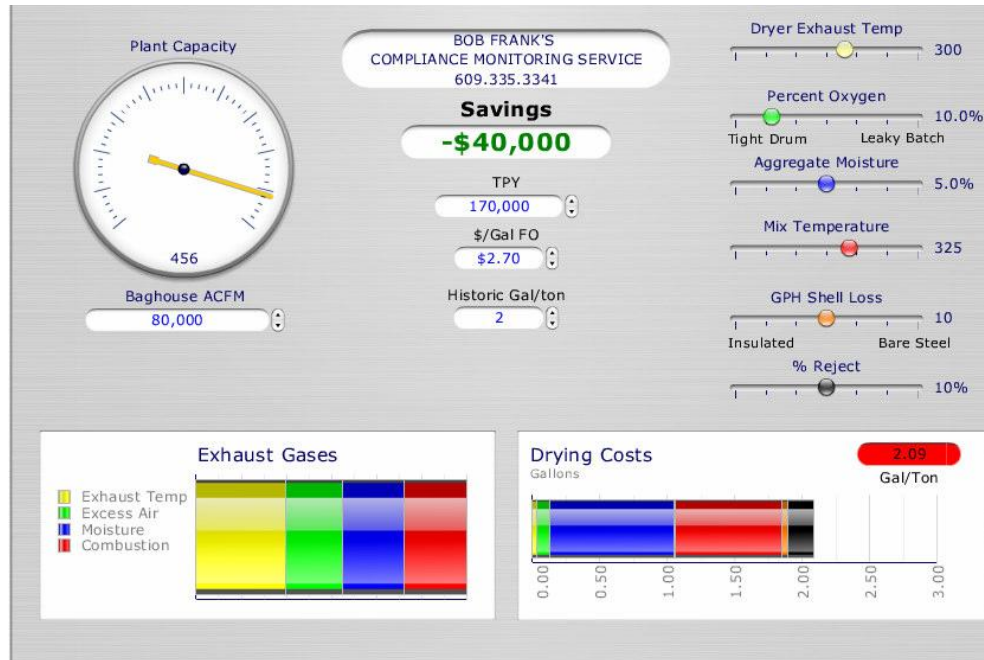 Plant Capacity
456
Baghouse ACFM
80,000
BOB FRANK'S
COMPLIANCE MONITORING SERVICE
609.335.3341
Savings
-$40,000
TPY
170,000
$/Gal FO
$2.70
Historic Gal/ton
2
Dryer Exhaust Temp
300
Percent Oxygen
10.0%
Tight Drum Leaky Batch
Aggregate Moisture
5.0%
Mix Temperature
325
GPH Shell Loss
10
Insulated Bare Steel
% Reject
10%
Exhaust Gases
Exhaust Temp
Excess Air
Moisture
Combustion
Drying Costs
Gallons
2.09
Gal/Ton
0.00 0.50 1.00 1.50 2.00 2.50 3.00